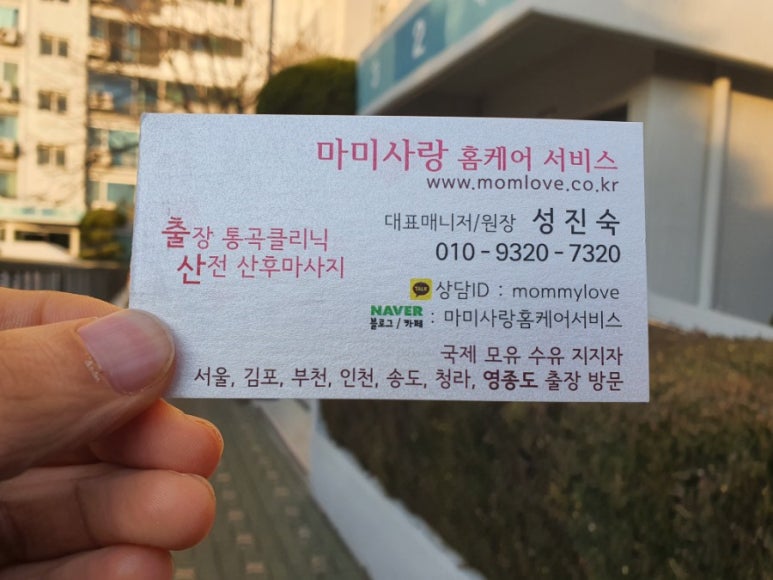 마미사랑 홈케어 서비스
www.momlove.co.kr
출장 통곡클리닉
산전 산후마사지
대표매니저/원장 성진숙
010-9320-7320
TALK 상담ID : mommylove
NAVER 블로그 / 카페 : 마미사랑홈케어서비스
국제 모유 수유 지지자
서울, 김포, 부천, 인천, 송도, 청라, 영종도 출장 방문
2